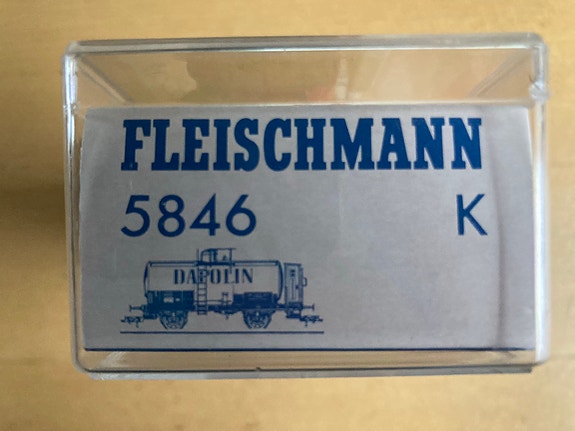 FLEISCHMANN
5846 K
DAPOLIN